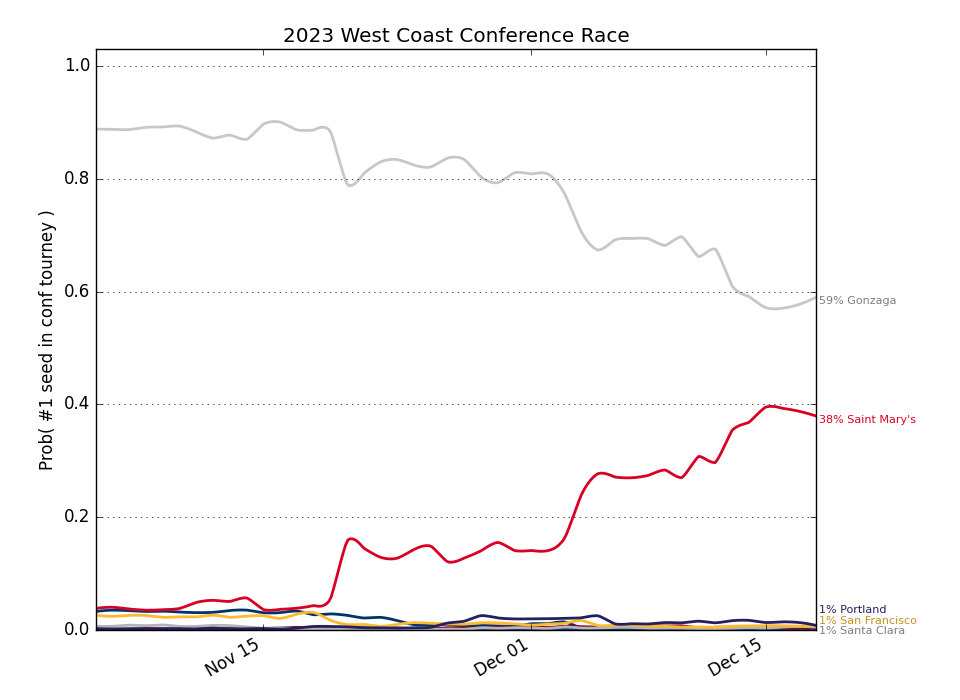 2023 West Coast Conference Race
Prob( #1 seed in conf tourney )
1.0
0.8
0.6
0.4
0.2
0.0
59% Gonzaga
38% Saint Mary's
1% Portland
1% San Francisco
1% Santa Clara
Nov 15
Dec 01
Dec 15